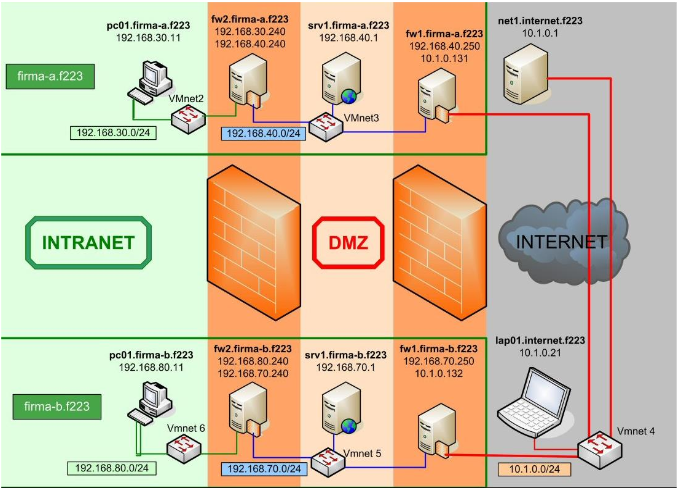 pc01.firma-a.f223
192.168.30.11
fw2.firma-a.f223
192.168.30.240
192.168.40.240
srv1.firma-a.f223
192.168.40.1
fw1.firma-a.f223
192.168.40.250
10.1.0.131
net1.internet.f223
10.1.0.1
firma-a.f223
VMnet2
VMnet3
192.168.30.0/24
192.168.40.0/24
INTRANET
DMZ
INTERNET
pc01.firma-b.f223
192.168.80.11
fw2.firma-b.f223
192.168.80.240
192.168.70.240
srv1.firma-b.f223
192.168.70.1
fw1.firma-b.f223
192.168.70.250
10.1.0.132
lap01.internet.f223
10.1.0.21
firma-b.f223
Vmnet 6
Vmnet 5
Vmnet 4
192.168.80.0/24
192.168.70.0/24
10.1.0.0/24